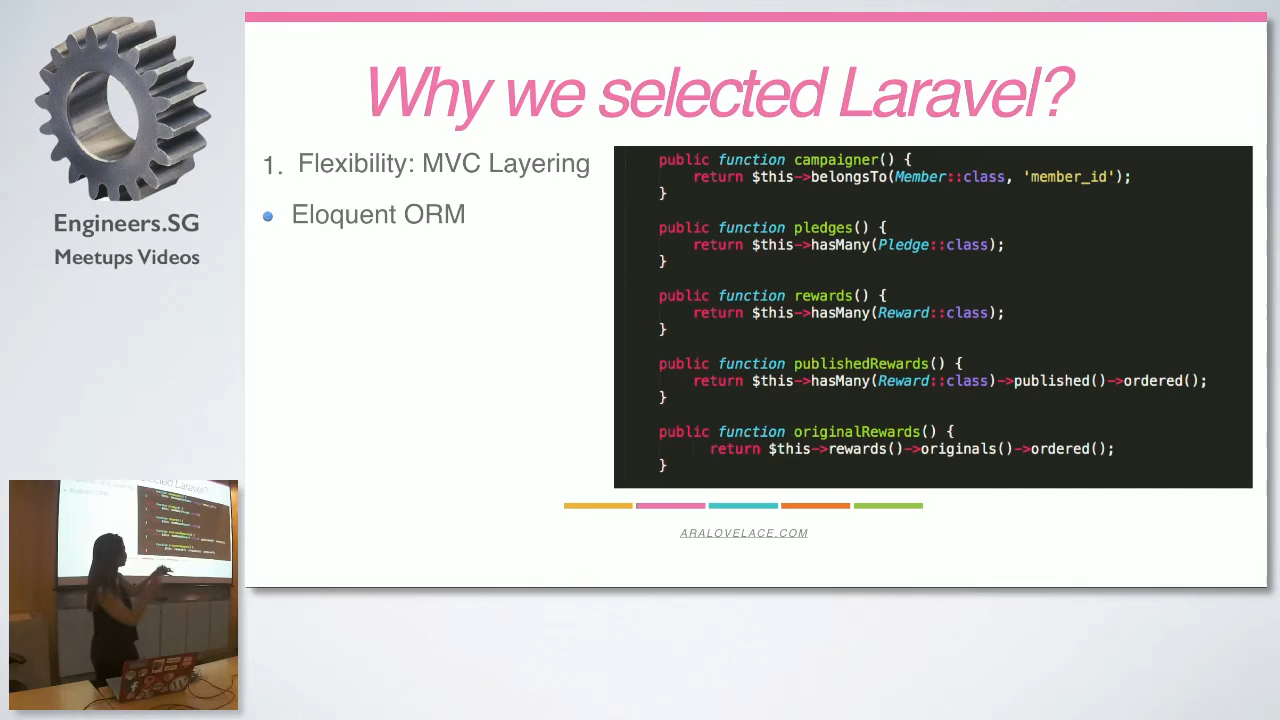 Engineers.SG
Meetups Videos
Why we selected Laravel?
1. Flexibility: MVC Layering
• Eloquent ORM
public function campaigner() {
return $this->belongsTo(Member::class, 'member_id');
}
public function pledges() {
return $this->hasMany(Pledge::class);
}
public function rewards() {
return $this->hasMany(Reward::class);
}
public function publishedRewards() {
return $this->hasMany(Reward::class)->published()->ordered();
}
public function originalRewards() {
return $this->rewards()->originals()->ordered();
}
ARALOVELACE.COM